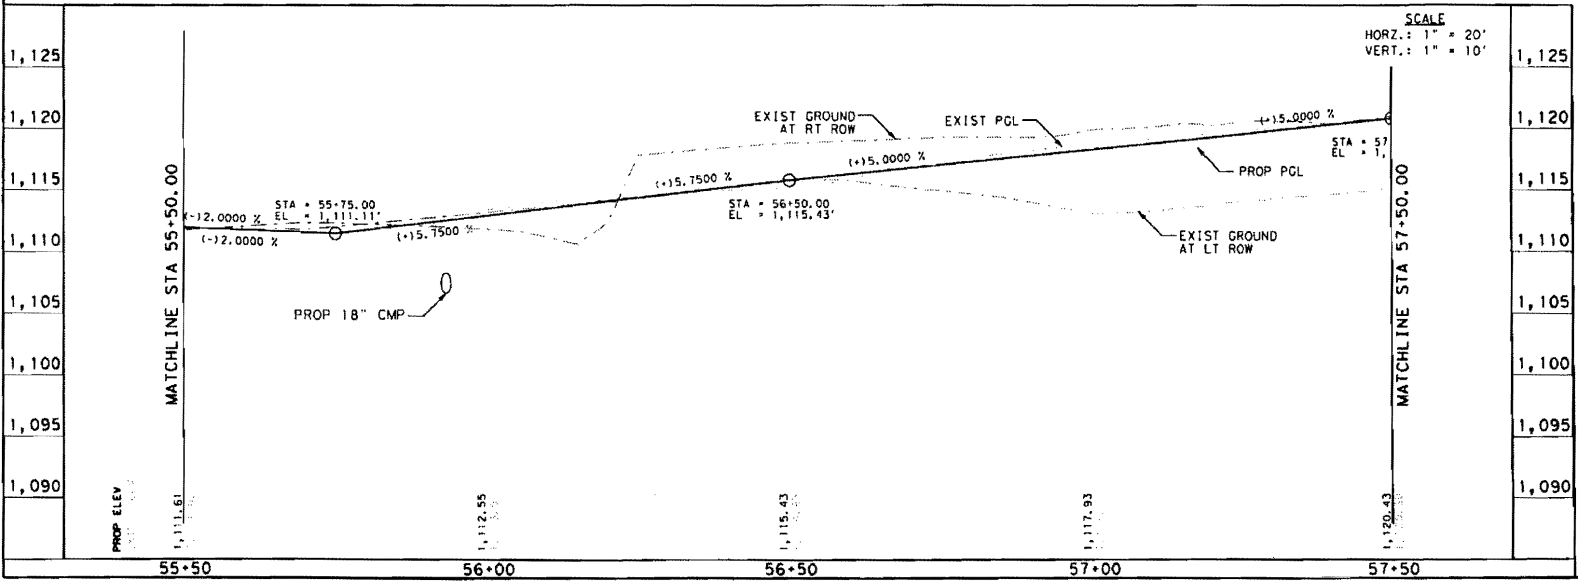 SCALE
HORZ.: 1" = 20'
VERT.: 1" = 10'
1,125 1,125
1,120 1,120
1,115 1,115
1,110 1,110
1,105 1,105
1,100 1,100
1,095 1,095
1,090 1,090
MATCHLINE STA 55+50.00
MATCHLINE STA 57+50.00
EXIST GROUND
AT RT ROW
EXIST PGL
(+)5.0000 %
STA = 57
EL = 1,
PROP PGL
(+)5.0000 %
(+)5.7500 %
STA = 56+50.00
EL = 1,115.43'
STA = 55+75.00
EL = 1,111.11'
(-)2.0000 %
(-)2.0000 %
(+)5.7500 %
EXIST GROUND
AT LT ROW
PROP 18" CMP
PROP ELEV
1,111.61
1,112.55
1,115.43
1,117.93
1,120.43
55+50 56+00 56+50 57+00 57+50